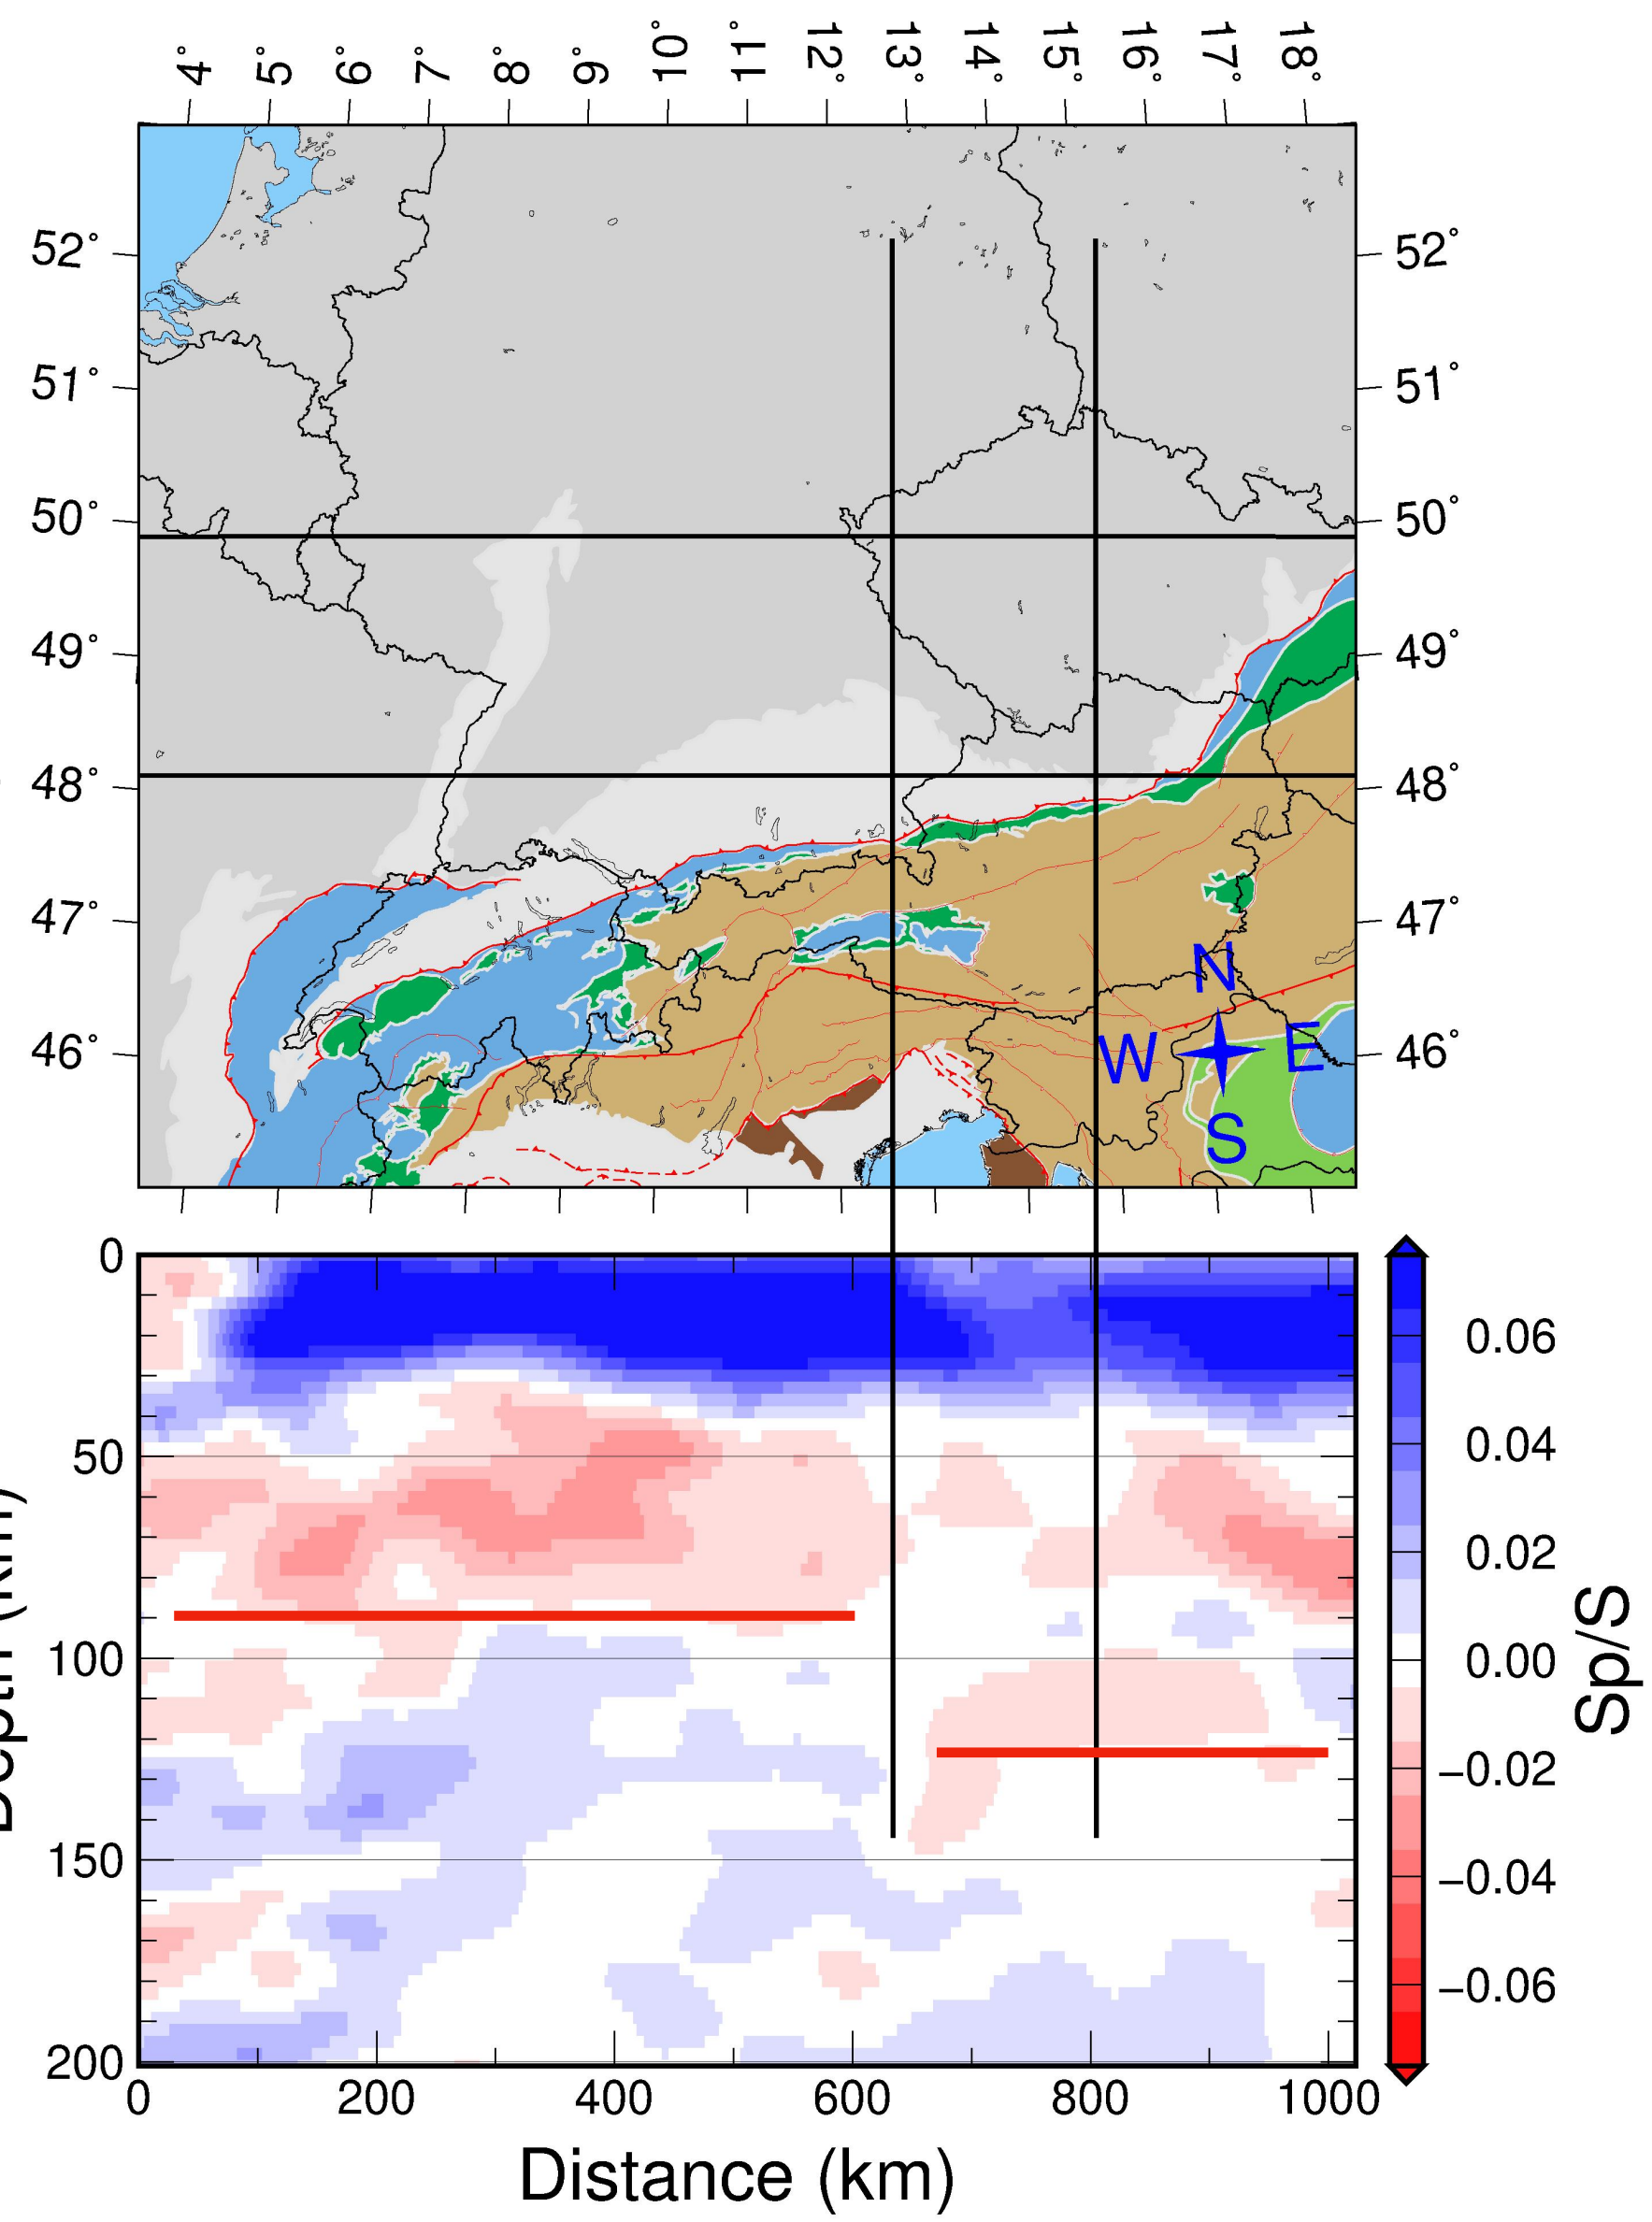 4° 5° 6° 7° 8° 9° 10° 11° 12° 13° 14° 15° 16° 17° 18°
52° 52°
51° 51°
50° 50°
49° 49°
48° 48°
47° 47°
46° 46°
N
W E
S
0
50
100
150
200
Depth (km)
0 200 400 600 800 1000
Distance (km)
0.06
0.04
0.02
0.00
−0.02
−0.04
−0.06
Sp/S